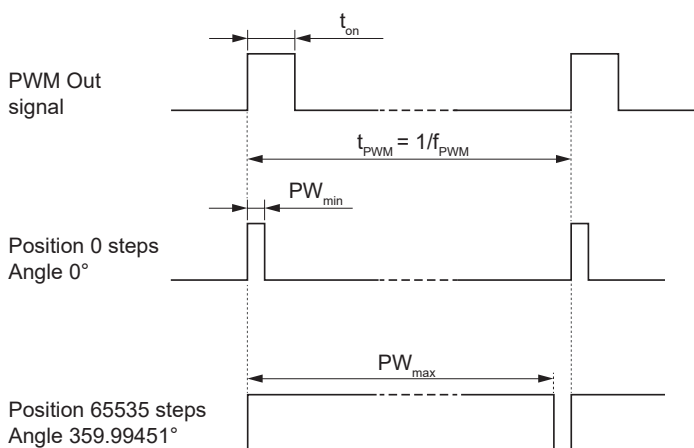 t_on
PWM Out
signal
t_PWM = 1/f_PWM
PW_min
Position 0 steps
Angle 0°
PW_max
Position 65535 steps
Angle 359.99451°